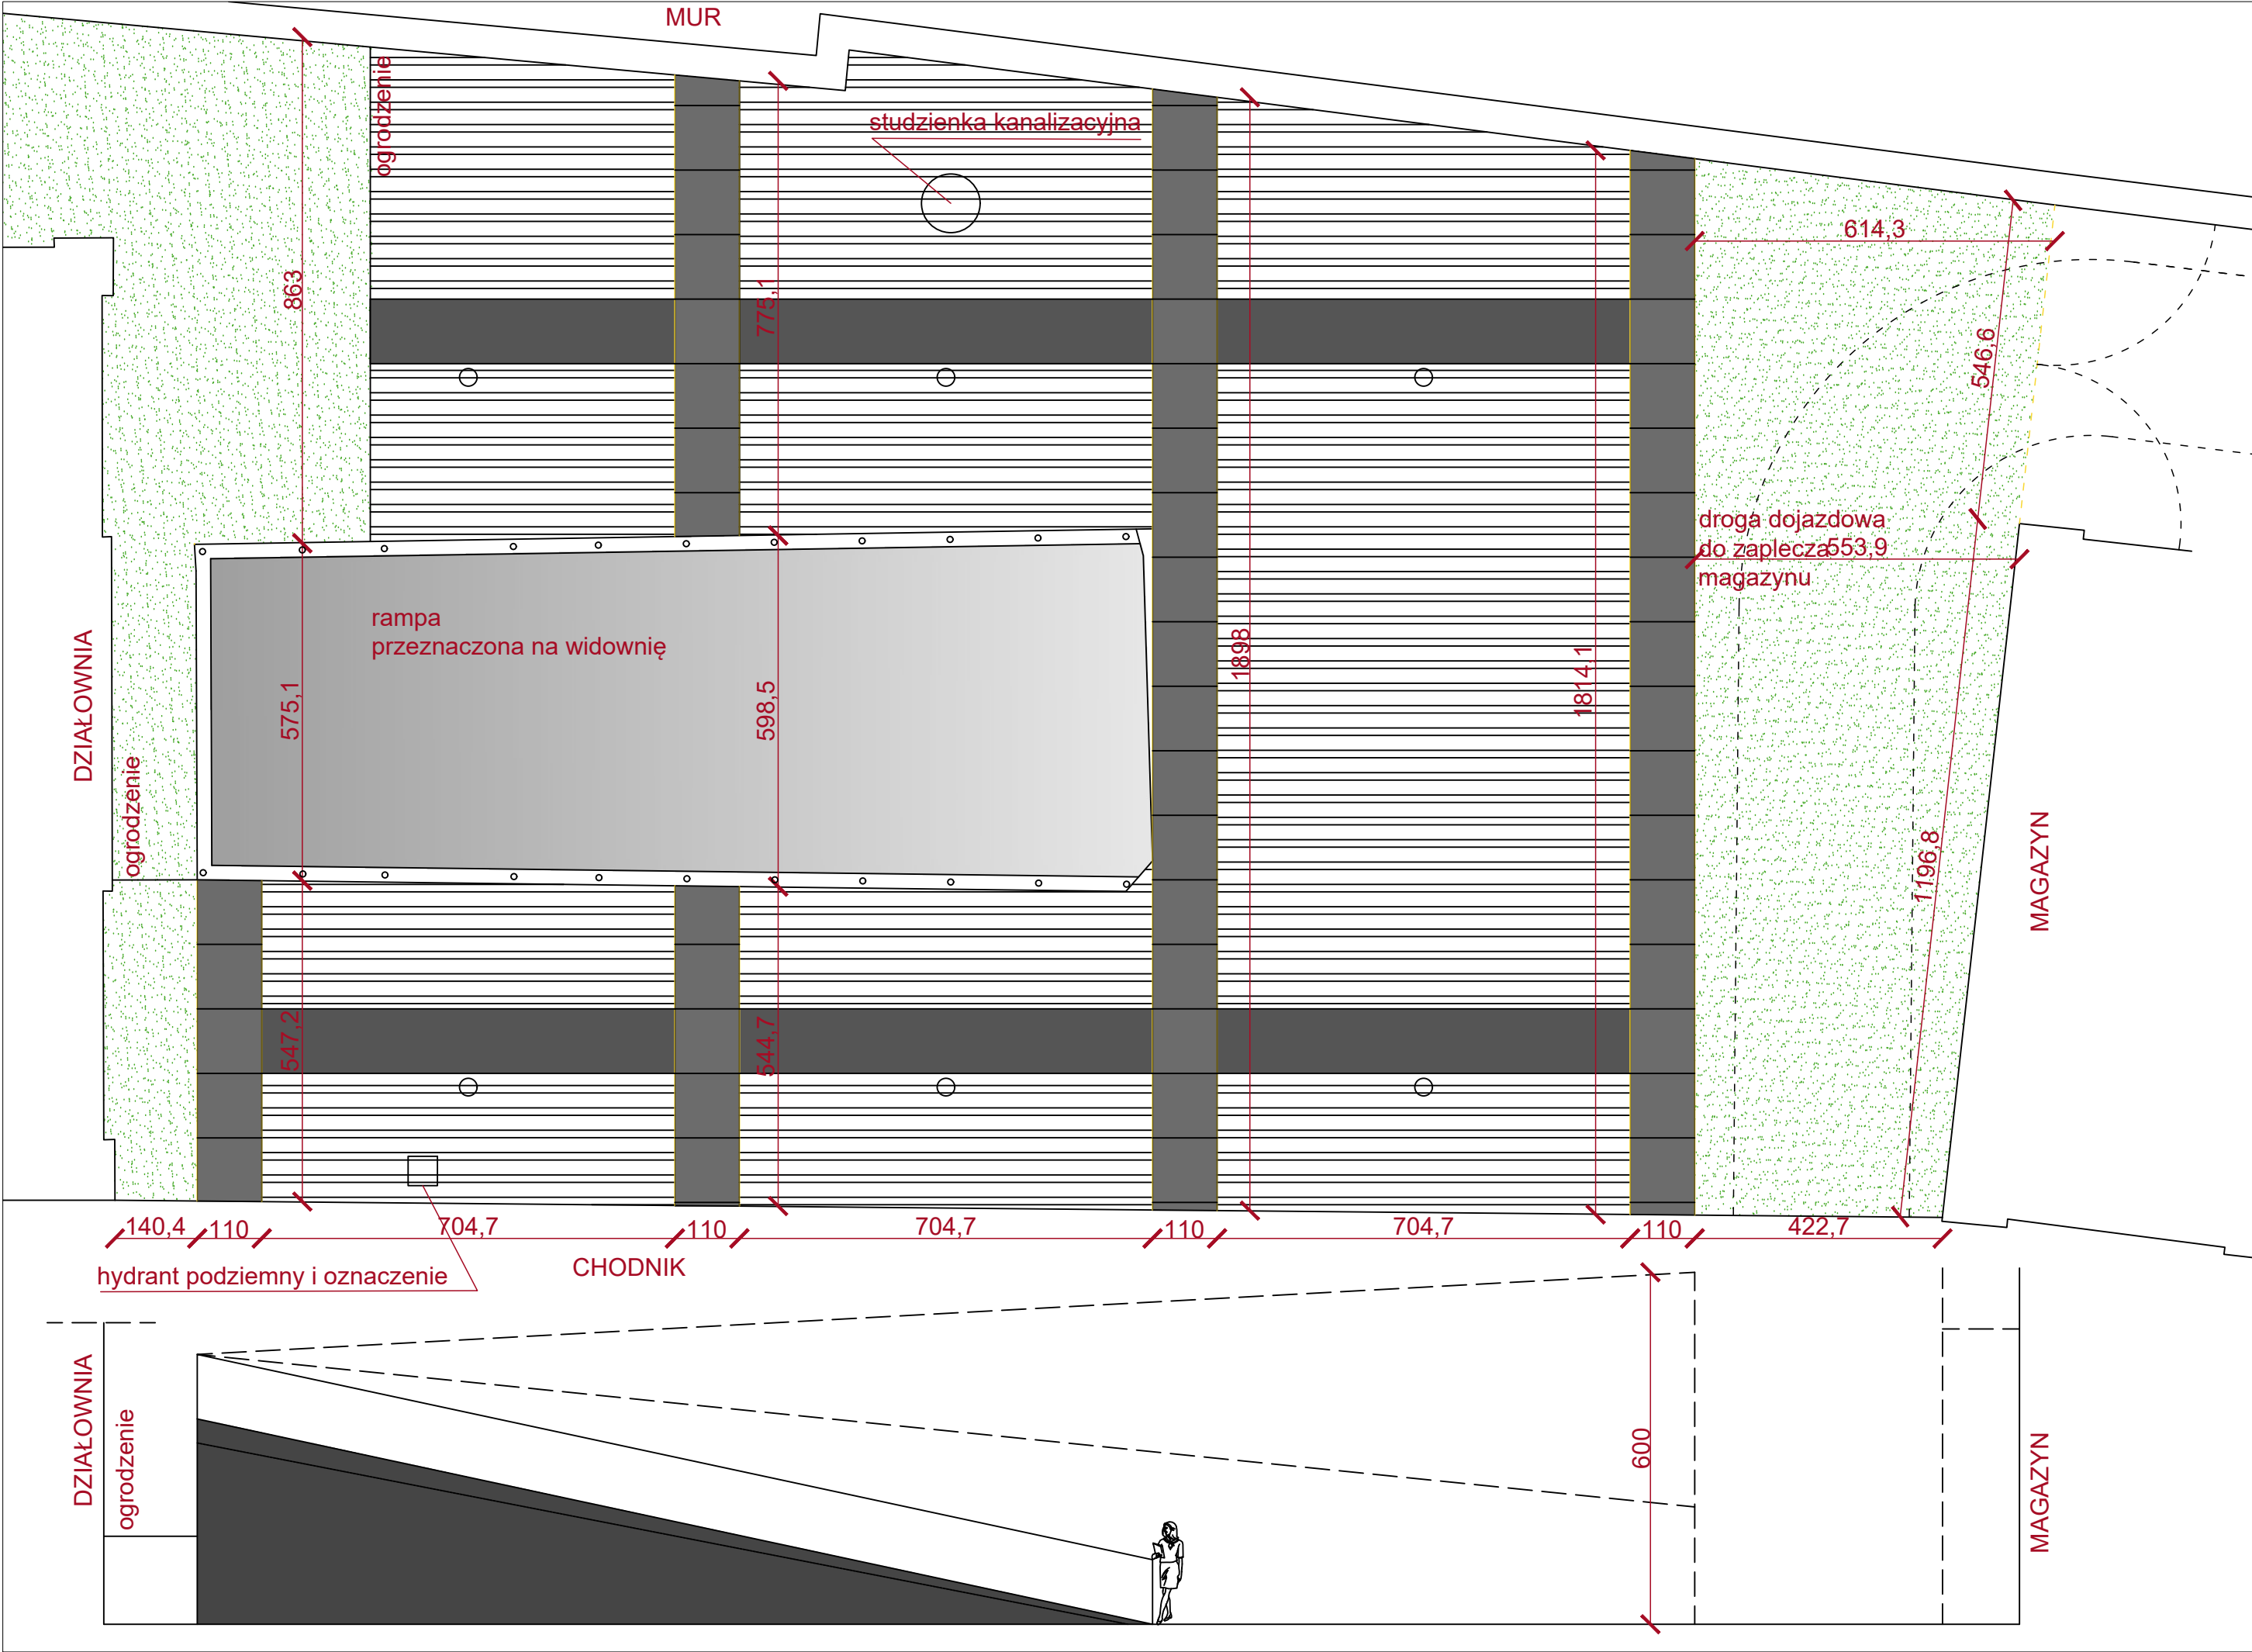 MUR
ogrodzenie
studzienka kanalizacyjna
614,3
863
775,1
546,6
droga dojazdowa
do zaplecza 553,9
magazynu
rampa
przeznaczona na widownię
DZIAŁOWNIA
ogrodzenie
575,1
598,5
1898
1814,1
1196,8
MAGAZYN
547,2
544,7
140,4 110 704,7 110 704,7 110 704,7 110 422,7
hydrant podziemny i oznaczenie
CHODNIK
DZIAŁOWNIA
ogrodzenie
600
MAGAZYN